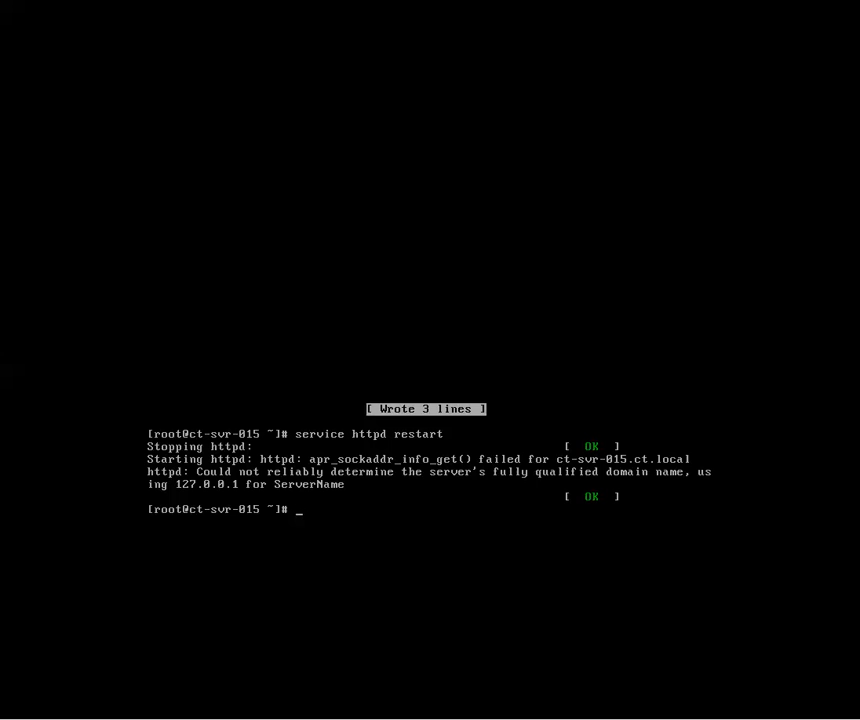 [ Wrote 3 lines ]
[root@ct-svr-015 ~]# service httpd restart
Stopping httpd: [ OK ]
Starting httpd: httpd: apr_sockaddr_info_get() failed for ct-svr-015.ct.local
httpd: Could not reliably determine the server's fully qualified domain name, us
ing 127.0.0.1 for ServerName
[ OK ]
[root@ct-svr-015 ~]# _